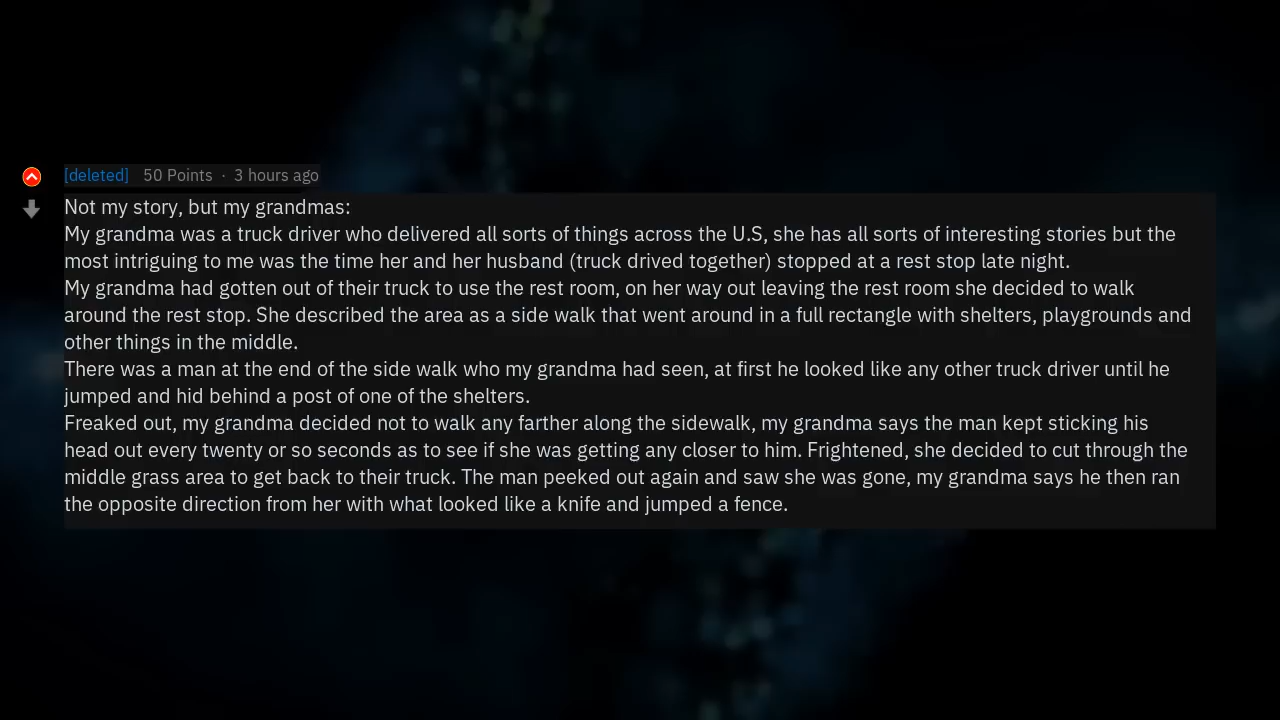 [deleted] 50 Points · 3 hours ago
Not my story, but my grandmas:
My grandma was a truck driver who delivered all sorts of things across the U.S, she has all sorts of interesting stories but the
most intriguing to me was the time her and her husband (truck drived together) stopped at a rest stop late night.
My grandma had gotten out of their truck to use the rest room, on her way out leaving the rest room she decided to walk
around the rest stop. She described the area as a side walk that went around in a full rectangle with shelters, playgrounds and
other things in the middle.
There was a man at the end of the side walk who my grandma had seen, at first he looked like any other truck driver until he
jumped and hid behind a post of one of the shelters.
Freaked out, my grandma decided not to walk any farther along the sidewalk, my grandma says the man kept sticking his
head out every twenty or so seconds as to see if she was getting any closer to him. Frightened, she decided to cut through the
middle grass area to get back to their truck. The man peeked out again and saw she was gone, my grandma says he then ran
the opposite direction from her with what looked like a knife and jumped a fence.